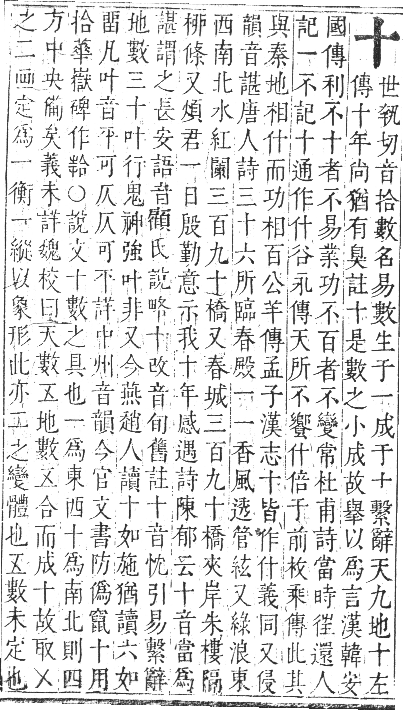 十
世執切音拾數名易數生于一成于十繫辭天九地十左
傳十年尚猶有臭註十是數之小成故舉以爲言漢韓安
國傳利不十者不易業功不百者不變常杜甫詩當時徃還人
記一不記十通作什谷永傳天所不饗什倍于前枚乘傳此其
與秦地相什而功相百公羊傳孟子漢志十皆作什義同又侵
韻音諶唐人詩三十六所臨春殿一一香風透管絃又綠浪東
西南北水紅闌三百九十橋又春城三百九十橋夾岸朱樓隔
柳條又煩君一日殷勤意示我十年感遇詩陳郁云十音當爲
諶謂之長安語音顧氏說略十改音旬舊註十音忱引易繫辭
地數三十叶行鬼神強叶非又今燕趙人讀十如施猶讀六如
畱凡叶音平可仄仄可平詳中州音韻今官文書防僞竄十用
拾華嶽碑作○說文十數之具也一爲東西十爲南北則四
方中央僃矣義未詳魏校曰天數𠄡地數㐅合而成十故取㐅
之二画定爲一衡一縱以象形此亦𠄡之變體也𠄡數未定也